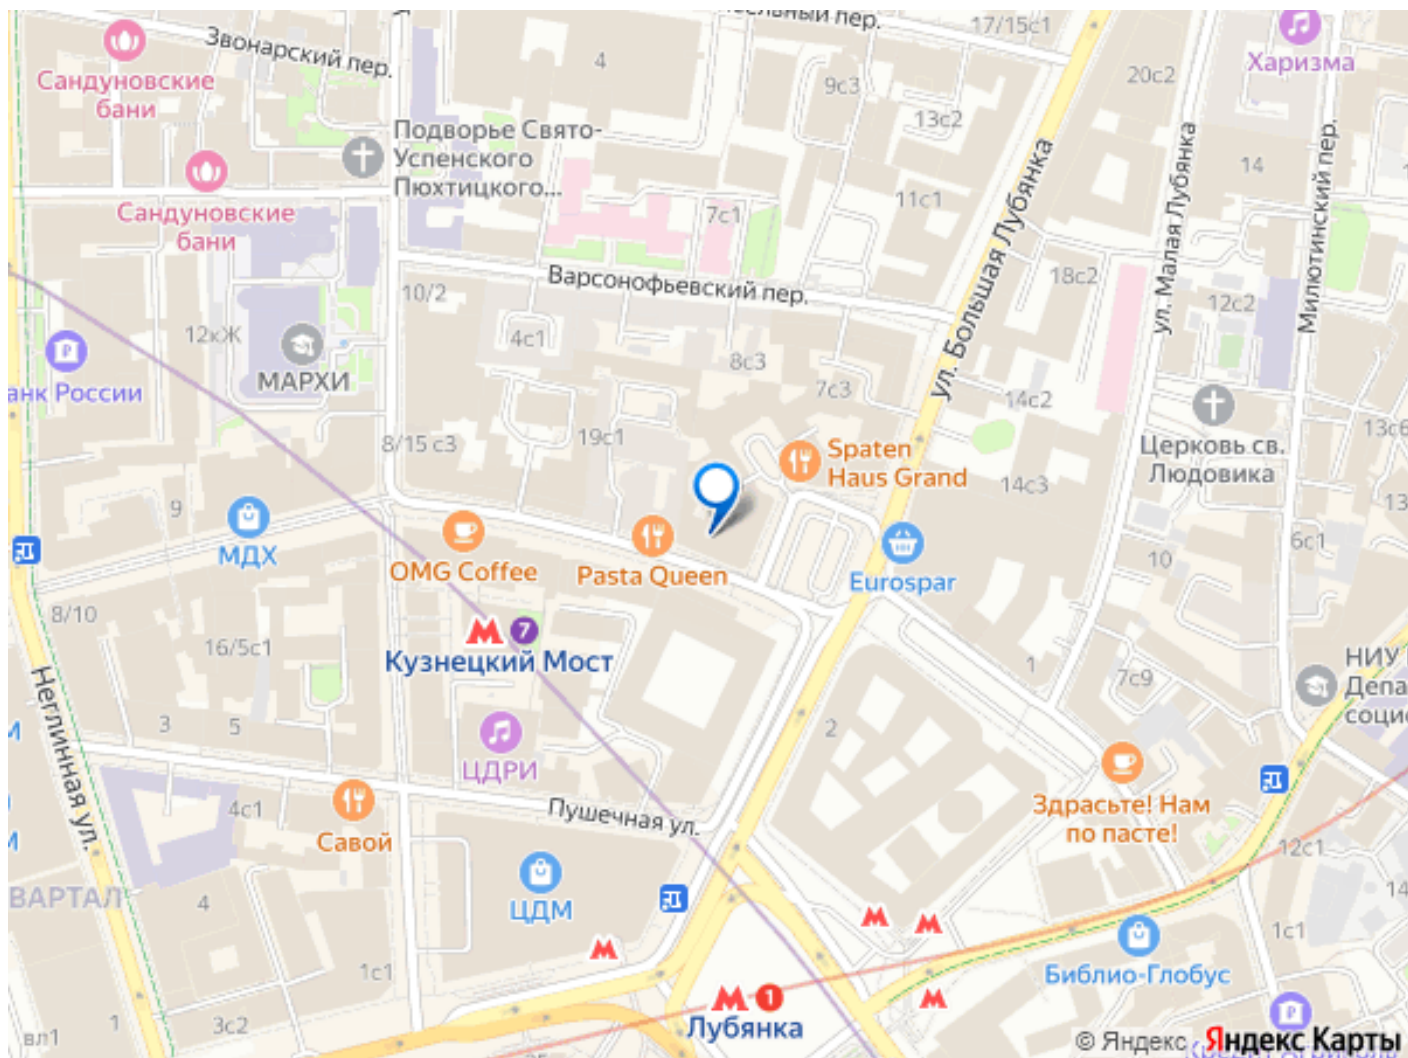 17/15с1
Звонарский пер.
4
Харизма
20с2
9с3
13с2
Сандуновские
бани
Подворье Свято-
Успенского
Пюхтицкого...
14
11с1
7с1
Сандуновские
бани
ул. Большая Лубянка
ул. Малая Лубянка
Милютинский пер.
Варсонофьевский пер.
18с2
10/2
12с2
12кЖ
4с1
8с3
МАРХИ
7с3
14с2
анк России
13с6
19с1
8/15 с3
Spaten
Haus Grand
Церковь св.
Людовика
14с3
13
9
МДХ
OMG Coffee
Pasta Queen
Eurospar
10
6с1
8/10
7
Кузнецкий Мост
16/5с1
1
7с9
НИУ
Депа
социо
Неглинная ул.
3
5
ЦДРИ
2
Пушечная ул.
4с1
Савой
Здрасьте! Нам
по пасте!
12с1
ВАРТАЛ
4
ЦДМ
14
1с1
1с1
Библио-Глобус
1
Лубянка
вл1
1
3с2
© Яндекс Яндекс Карты